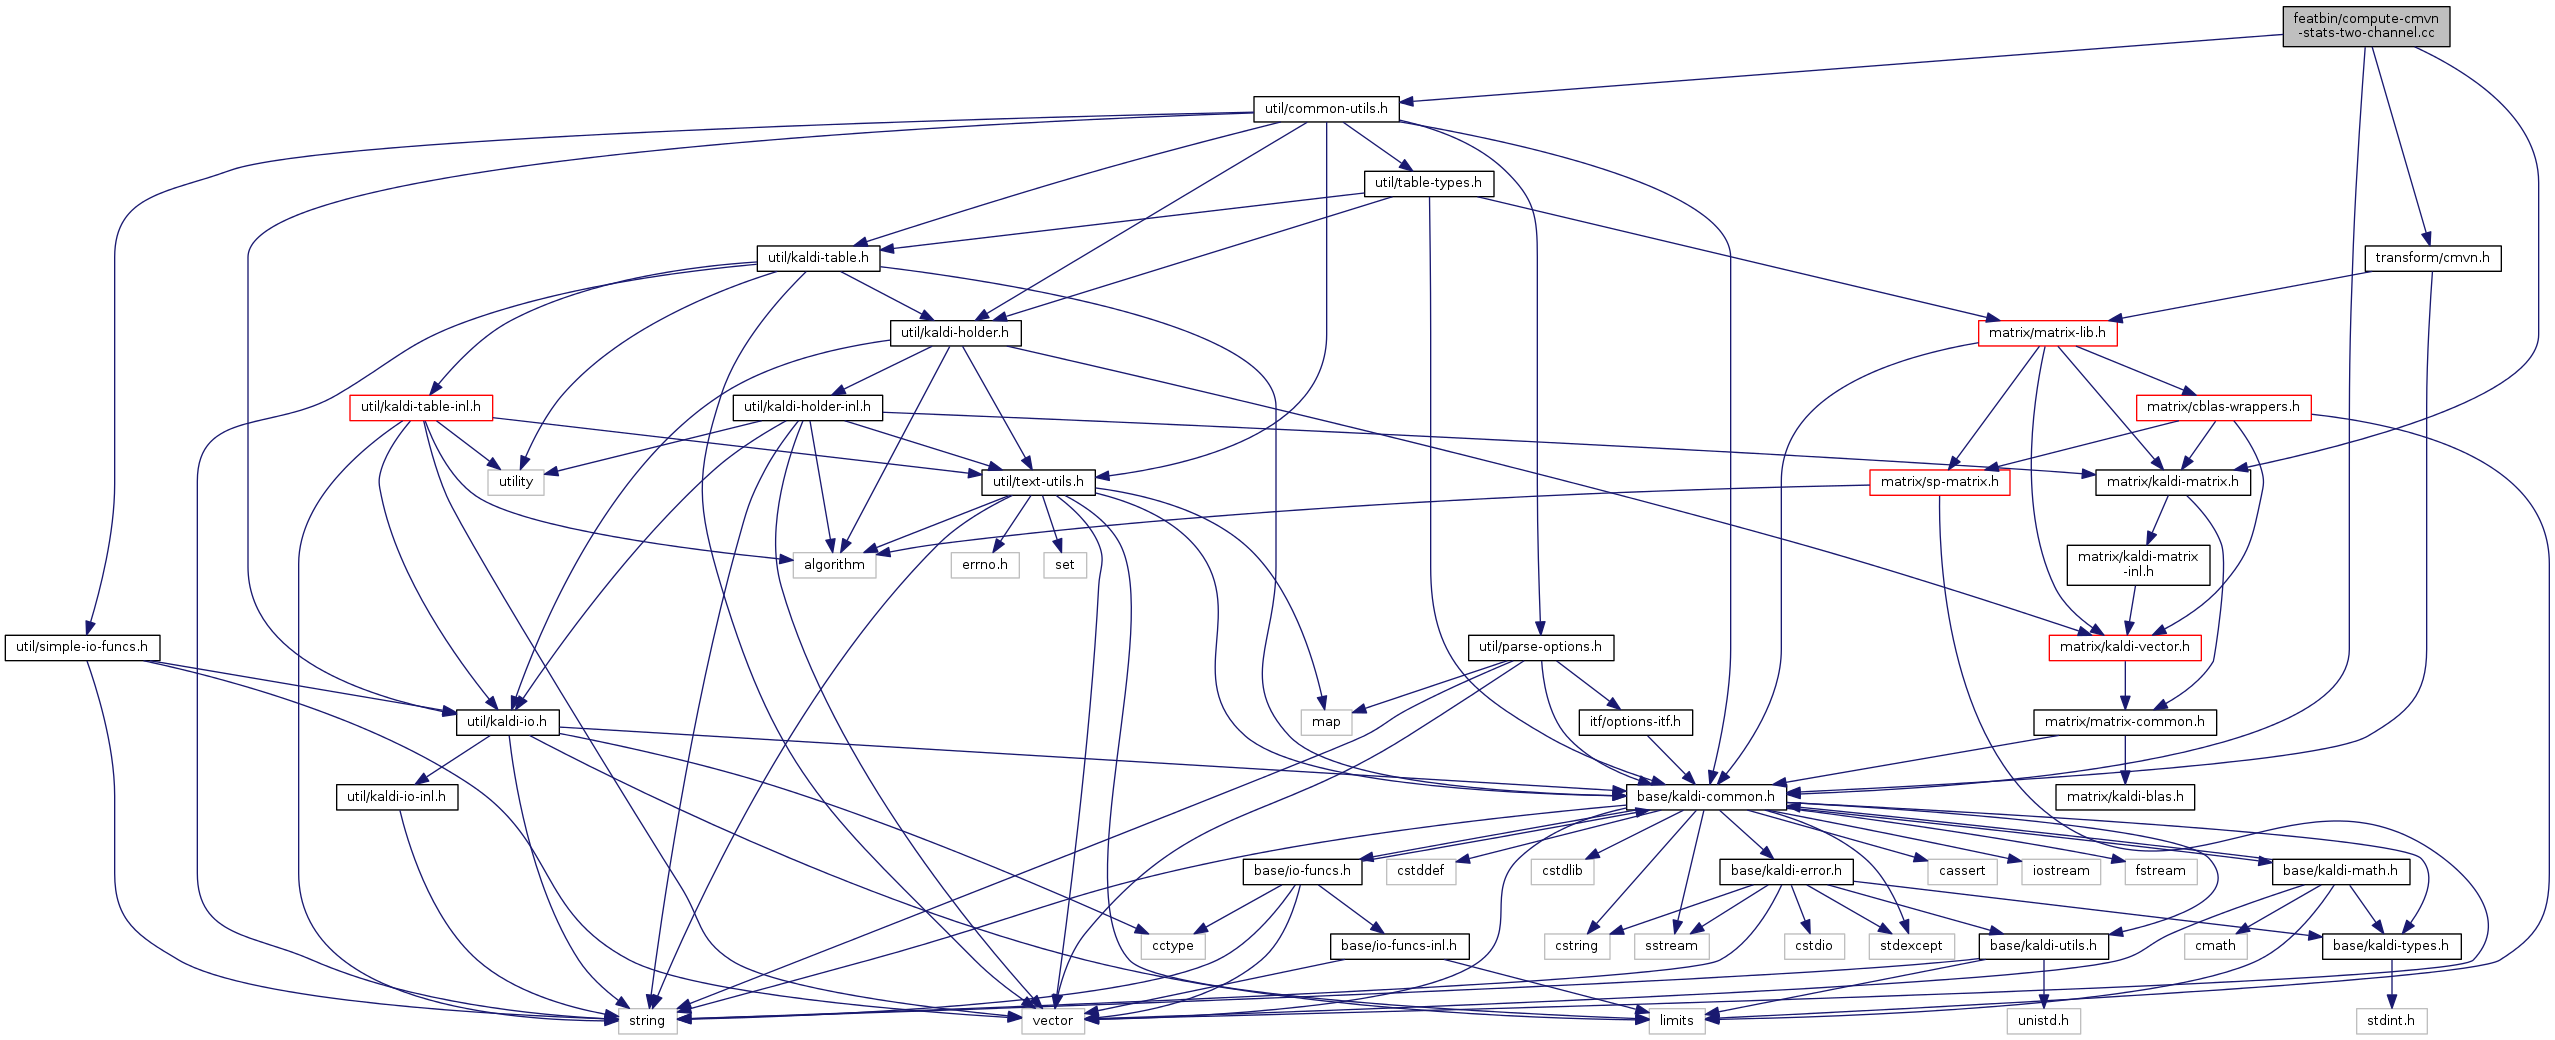 featbin/compute-cmvn
-stats-two-channel.cc
util/common-utils.h
util/table-types.h
util/kaldi-table.h
transform/cmvn.h
util/kaldi-holder.h
matrix/matrix-lib.h
util/kaldi-table-inl.h
util/kaldi-holder-inl.h
matrix/cblas-wrappers.h
utility
util/text-utils.h
matrix/sp-matrix.h
matrix/kaldi-matrix.h
algorithm
errno.h
set
matrix/kaldi-matrix
-inl.h
util/simple-io-funcs.h
util/parse-options.h
matrix/kaldi-vector.h
util/kaldi-io.h
map
itf/options-itf.h
matrix/matrix-common.h
util/kaldi-io-inl.h
base/kaldi-common.h
matrix/kaldi-blas.h
base/io-funcs.h
cstddef
cstdlib
base/kaldi-error.h
cassert
iostream
fstream
base/kaldi-math.h
cctype
base/io-funcs-inl.h
cstring
sstream
cstdio
stdexcept
base/kaldi-utils.h
cmath
base/kaldi-types.h
string
vector
limits
unistd.h
stdint.h